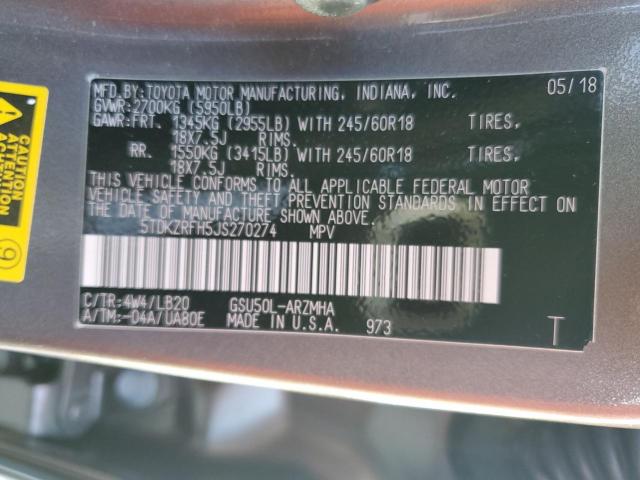 MFD.BY:TOYOTA MOTOR MANUFACTURING, INDIANA, INC. 05/18
GVWR:2700KG (5950LB)
GAWR:FRT. 1345KG (2955LB) WITH 245/60R18 TIRES,
18X7.5J RIMS.
RR. 1550KG (3415LB) WITH 245/60R18 TIRES,
18X7.5J RIMS.
THIS VEHICLE CONFORMS TO ALL APPLICABLE FEDERAL MOTOR
VEHICLE SAFETY AND THEFT PREVENTION STANDARDS IN EFFECT ON
THE DATE OF MANUFACTURE SHOWN ABOVE.
5TDKZRFH5JS270274 MPV
C/TR:4W4/LB20 GSU50L-ARZMHA
A/TM:-04A/UA80E MADE IN U.S.A. 973 T
CAUTION
ATTENTION
9